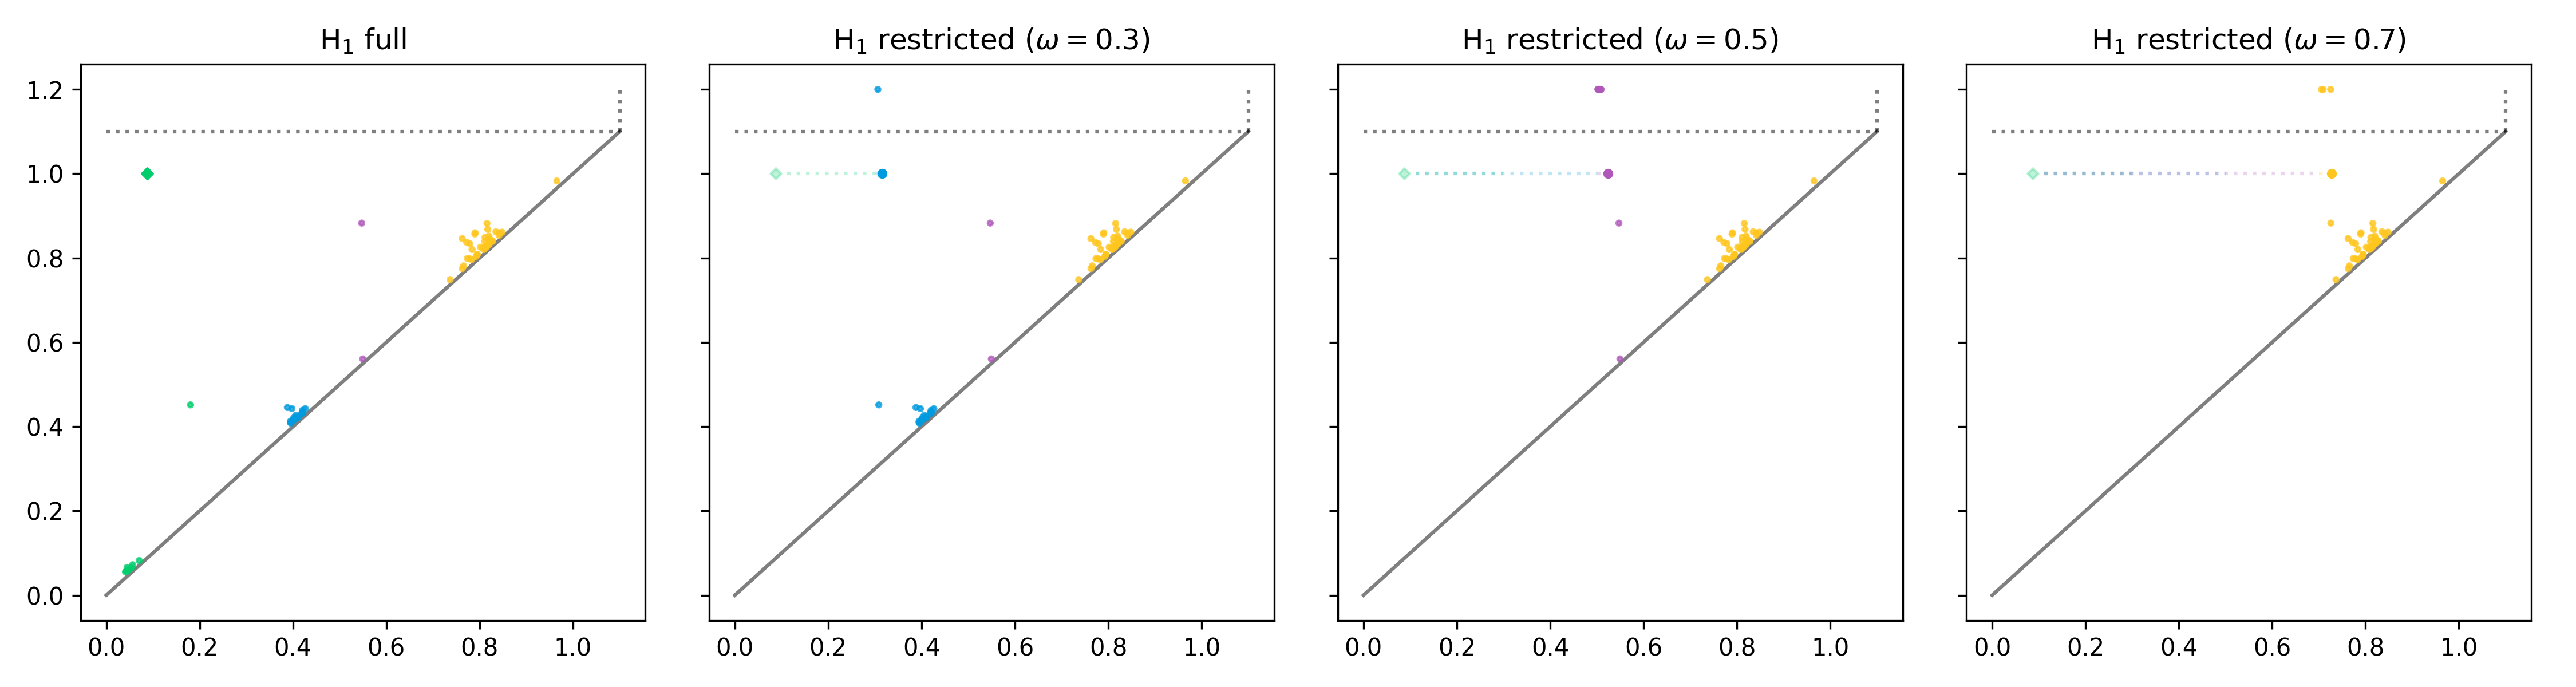 H₁ full
H₁ restricted (ω = 0.3)
H₁ restricted (ω = 0.5)
H₁ restricted (ω = 0.7)
1.2
1.0
0.8
0.6
0.4
0.2
0.0
0.0 0.2 0.4 0.6 0.8 1.0
0.0 0.2 0.4 0.6 0.8 1.0
0.0 0.2 0.4 0.6 0.8 1.0
0.0 0.2 0.4 0.6 0.8 1.0